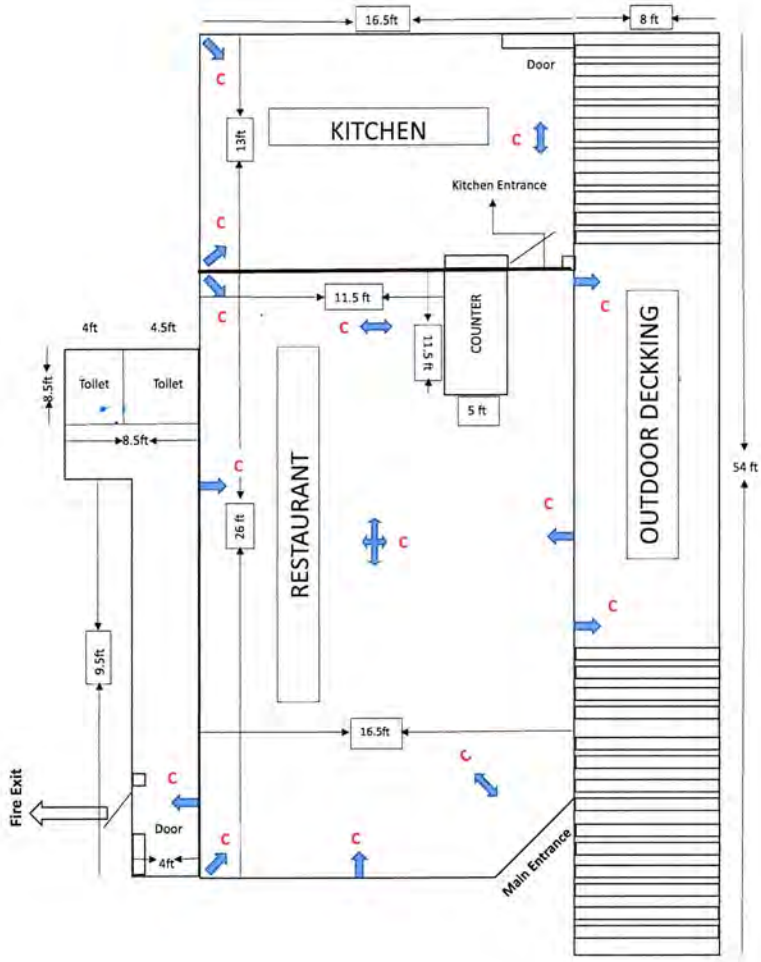 16.5ft
8 ft
Door
C
KITCHEN
13ft
C
Kitchen Entrance
C
11.5 ft
C
C
C
COUNTER
11.5 ft
5 ft
4ft
4.5ft
Toilet
Toilet
8.5ft
8.5ft
C
RESTAURANT
26 ft
C
C
OUTDOOR DECKKING
54 ft
C
9.5ft
16.5ft
C
C
Fire Exit
Door
4ft
C
C
Main Entrance